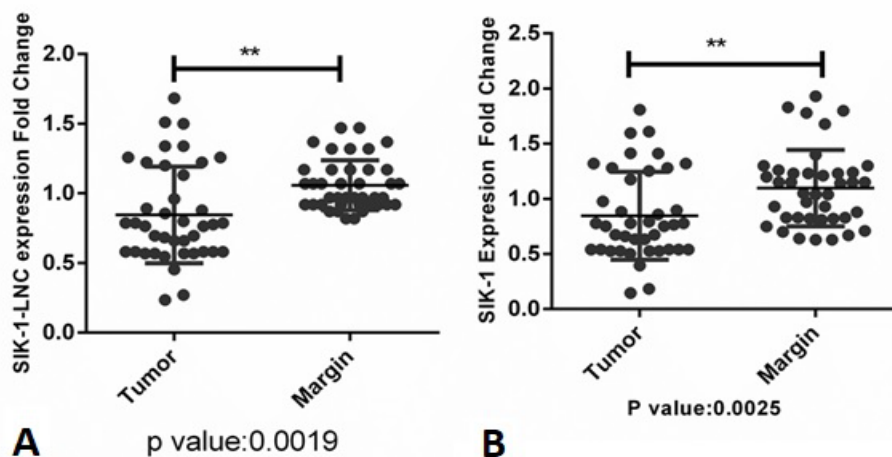 SIK-1-LNC expression Fold Change
2.0
1.5
1.0
0.5
0.0
**
Tumor
Margin
A
p value:0.0019
SIK-1 Expression Fold Change
2.5
2.0
1.5
1.0
0.5
0.0
**
Tumor
Margin
P value:0.0025
B